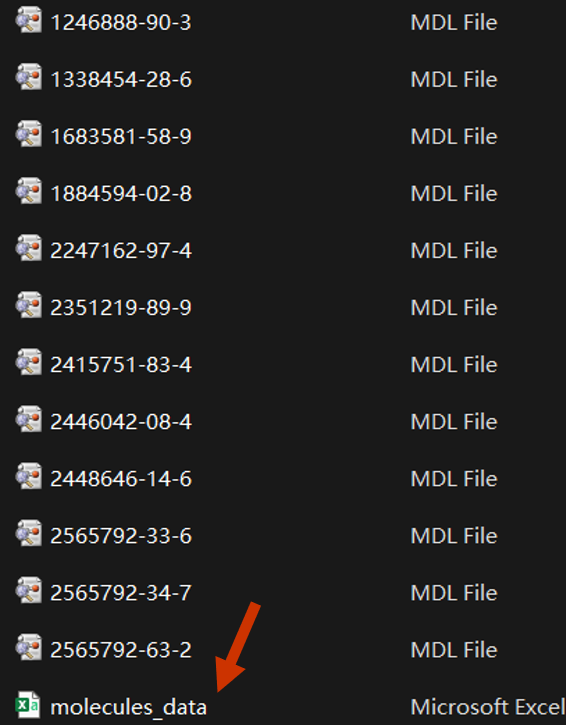 1246888-90-3 MDL File
1338454-28-6 MDL File
1683581-58-9 MDL File
1884594-02-8 MDL File
2247162-97-4 MDL File
2351219-89-9 MDL File
2415751-83-4 MDL File
2446042-08-4 MDL File
2448646-14-6 MDL File
2565792-33-6 MDL File
2565792-34-7 MDL File
2565792-63-2 MDL File
molecules_data Microsoft Excel